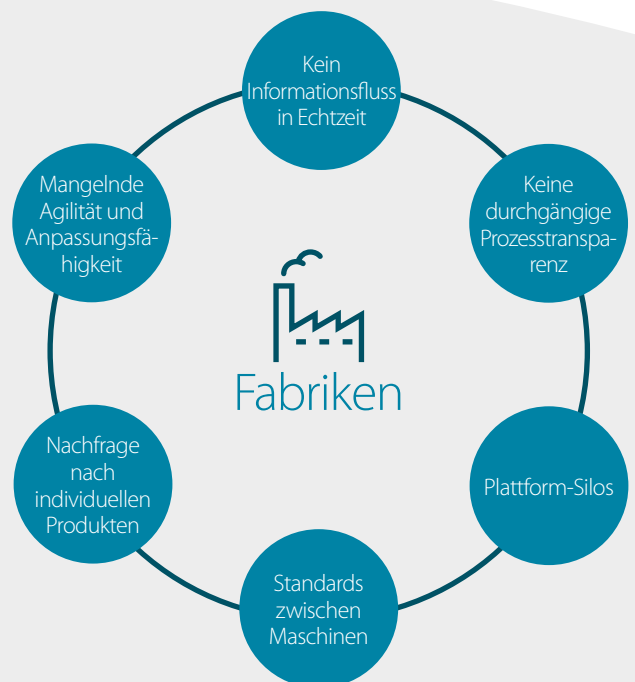 Kein
Informationsfluss
in Echtzeit
Keine
durchgängige
Prozesstranspa-
renz
Plattform-Silos
Standards
zwischen
Maschinen
Nachfrage
nach
individuellen
Produkten
Mangelnde
Agilität und
Anpassungsfä-
higkeit
Fabriken